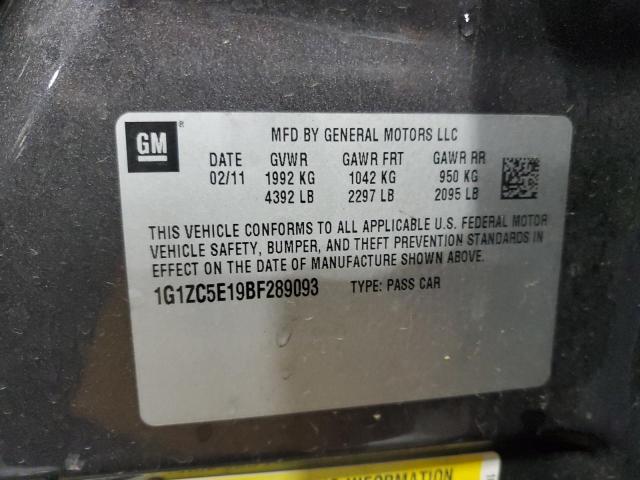 GM®
MFD BY GENERAL MOTORS LLC
DATE GVWR GAWR FRT GAWR RR
02/11 1992 KG 1042 KG 950 KG
4392 LB 2297 LB 2095 LB
THIS VEHICLE CONFORMS TO ALL APPLICABLE U.S. FEDERAL MOTOR
VEHICLE SAFETY, BUMPER, AND THEFT PREVENTION STANDARDS IN
EFFECT ON THE DATE OF MANUFACTURE SHOWN ABOVE.
1G1ZC5E19BF289093 TYPE: PASS CAR
INFORMATION